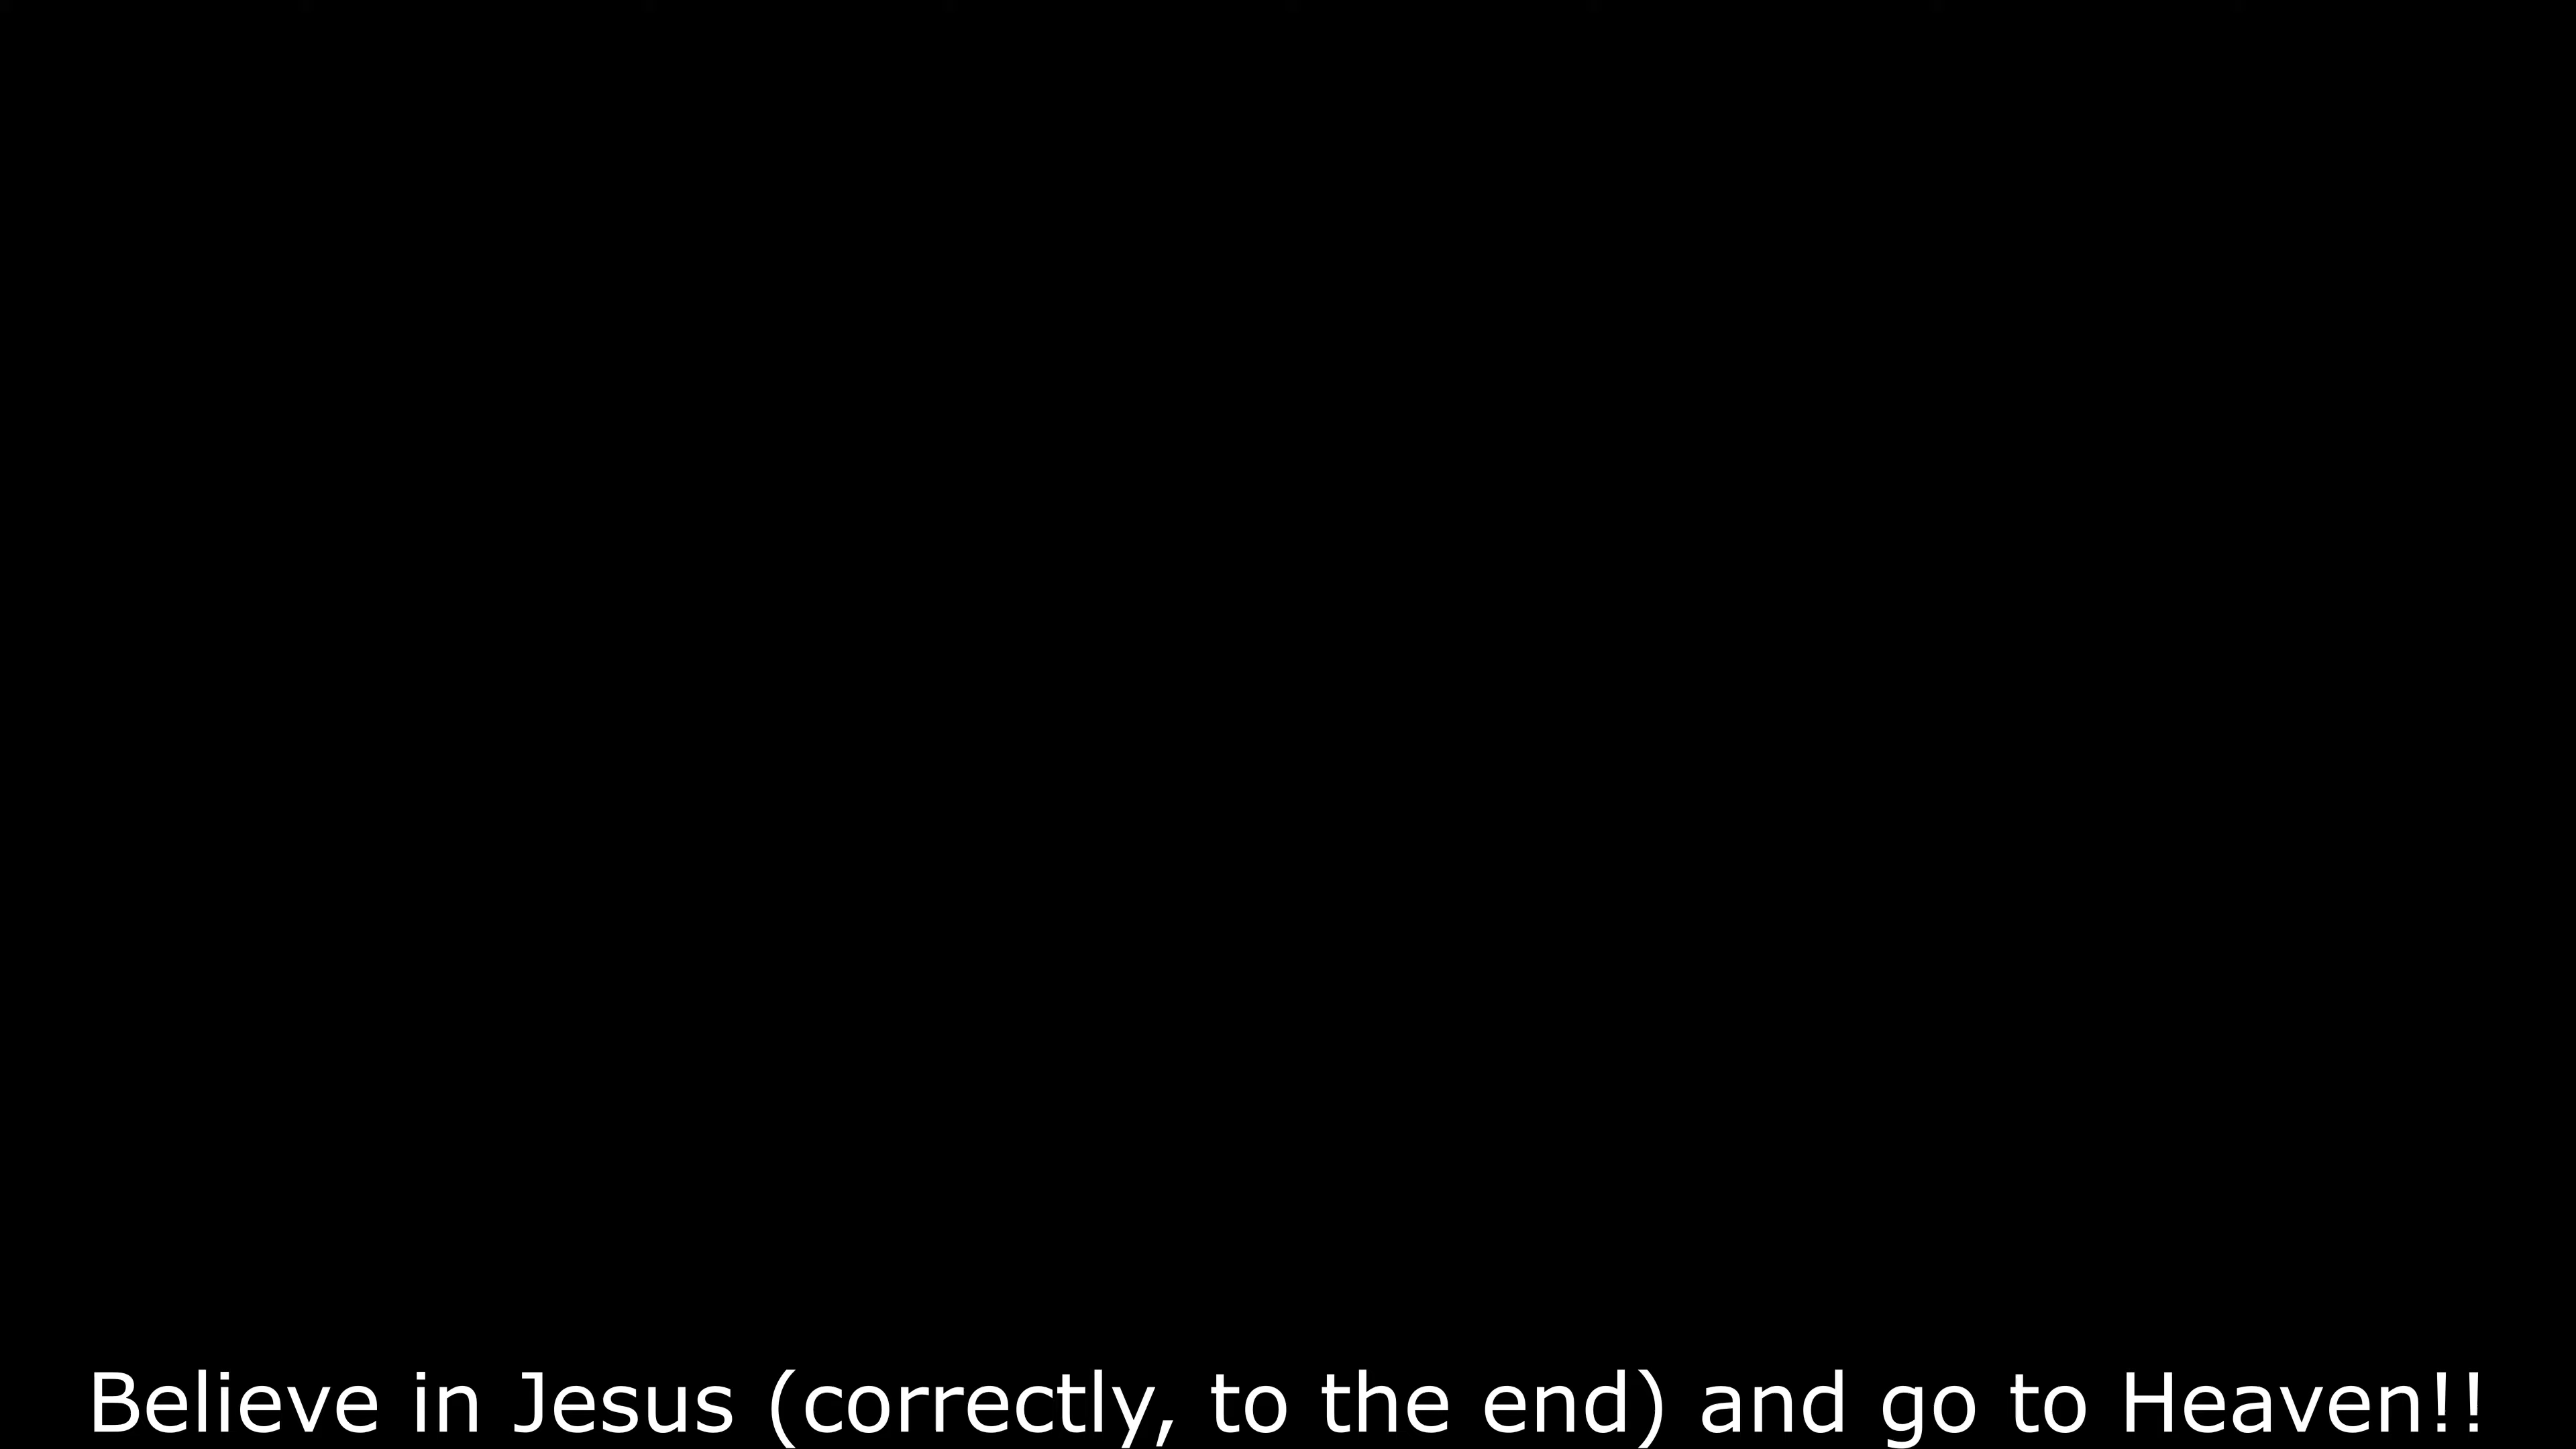 Believe in Jesus (correctly, to the end) and go to Heaven!!